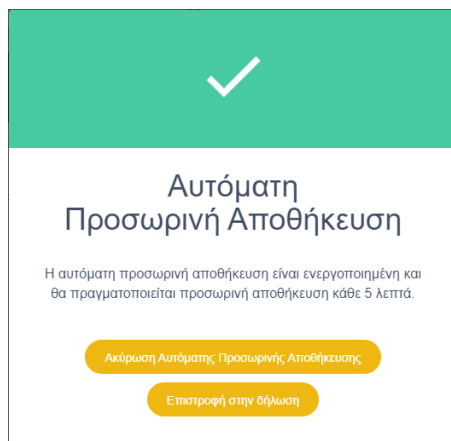 Αυτόματη
Προσωρινή Αποθήκευση
Η αυτόματη προσωρινή αποθήκευση είναι ενεργοποιημένη και
θα πραγματοποιείται προσωρινή αποθήκευση κάθε 5 λεπτά.
Ακύρωση Αυτόματης Προσωρινής Αποθήκευσης
Επιστροφή στην δήλωση